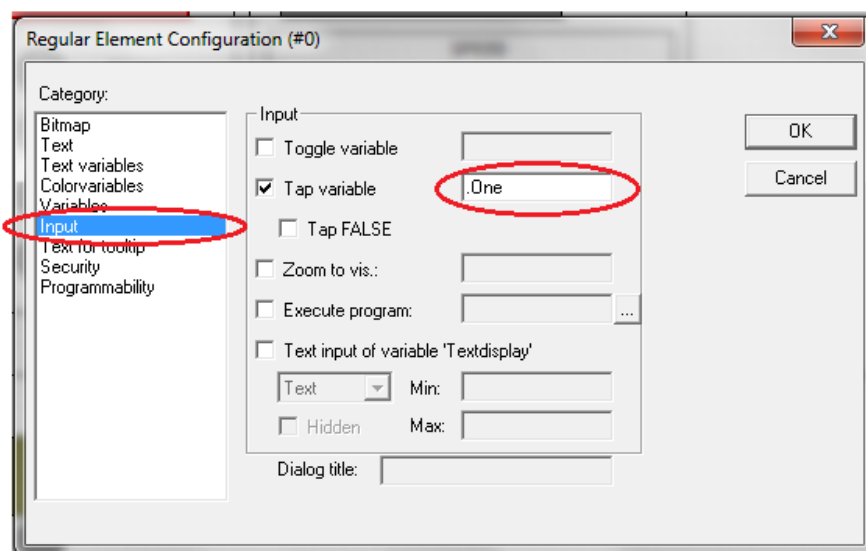 Regular Element Configuration (#0)
Category:
Bitmap
Text
Text variables
Colorvariables
Variables
Input
Text for tooltip
Security
Programmability
Input
Toggle variable
Tap variable
.One
Tap FALSE
Zoom to vis.:
Execute program:
...
Text input of variable 'Textdisplay'
Text
Min:
Hidden
Max:
Dialog title:
OK
Cancel